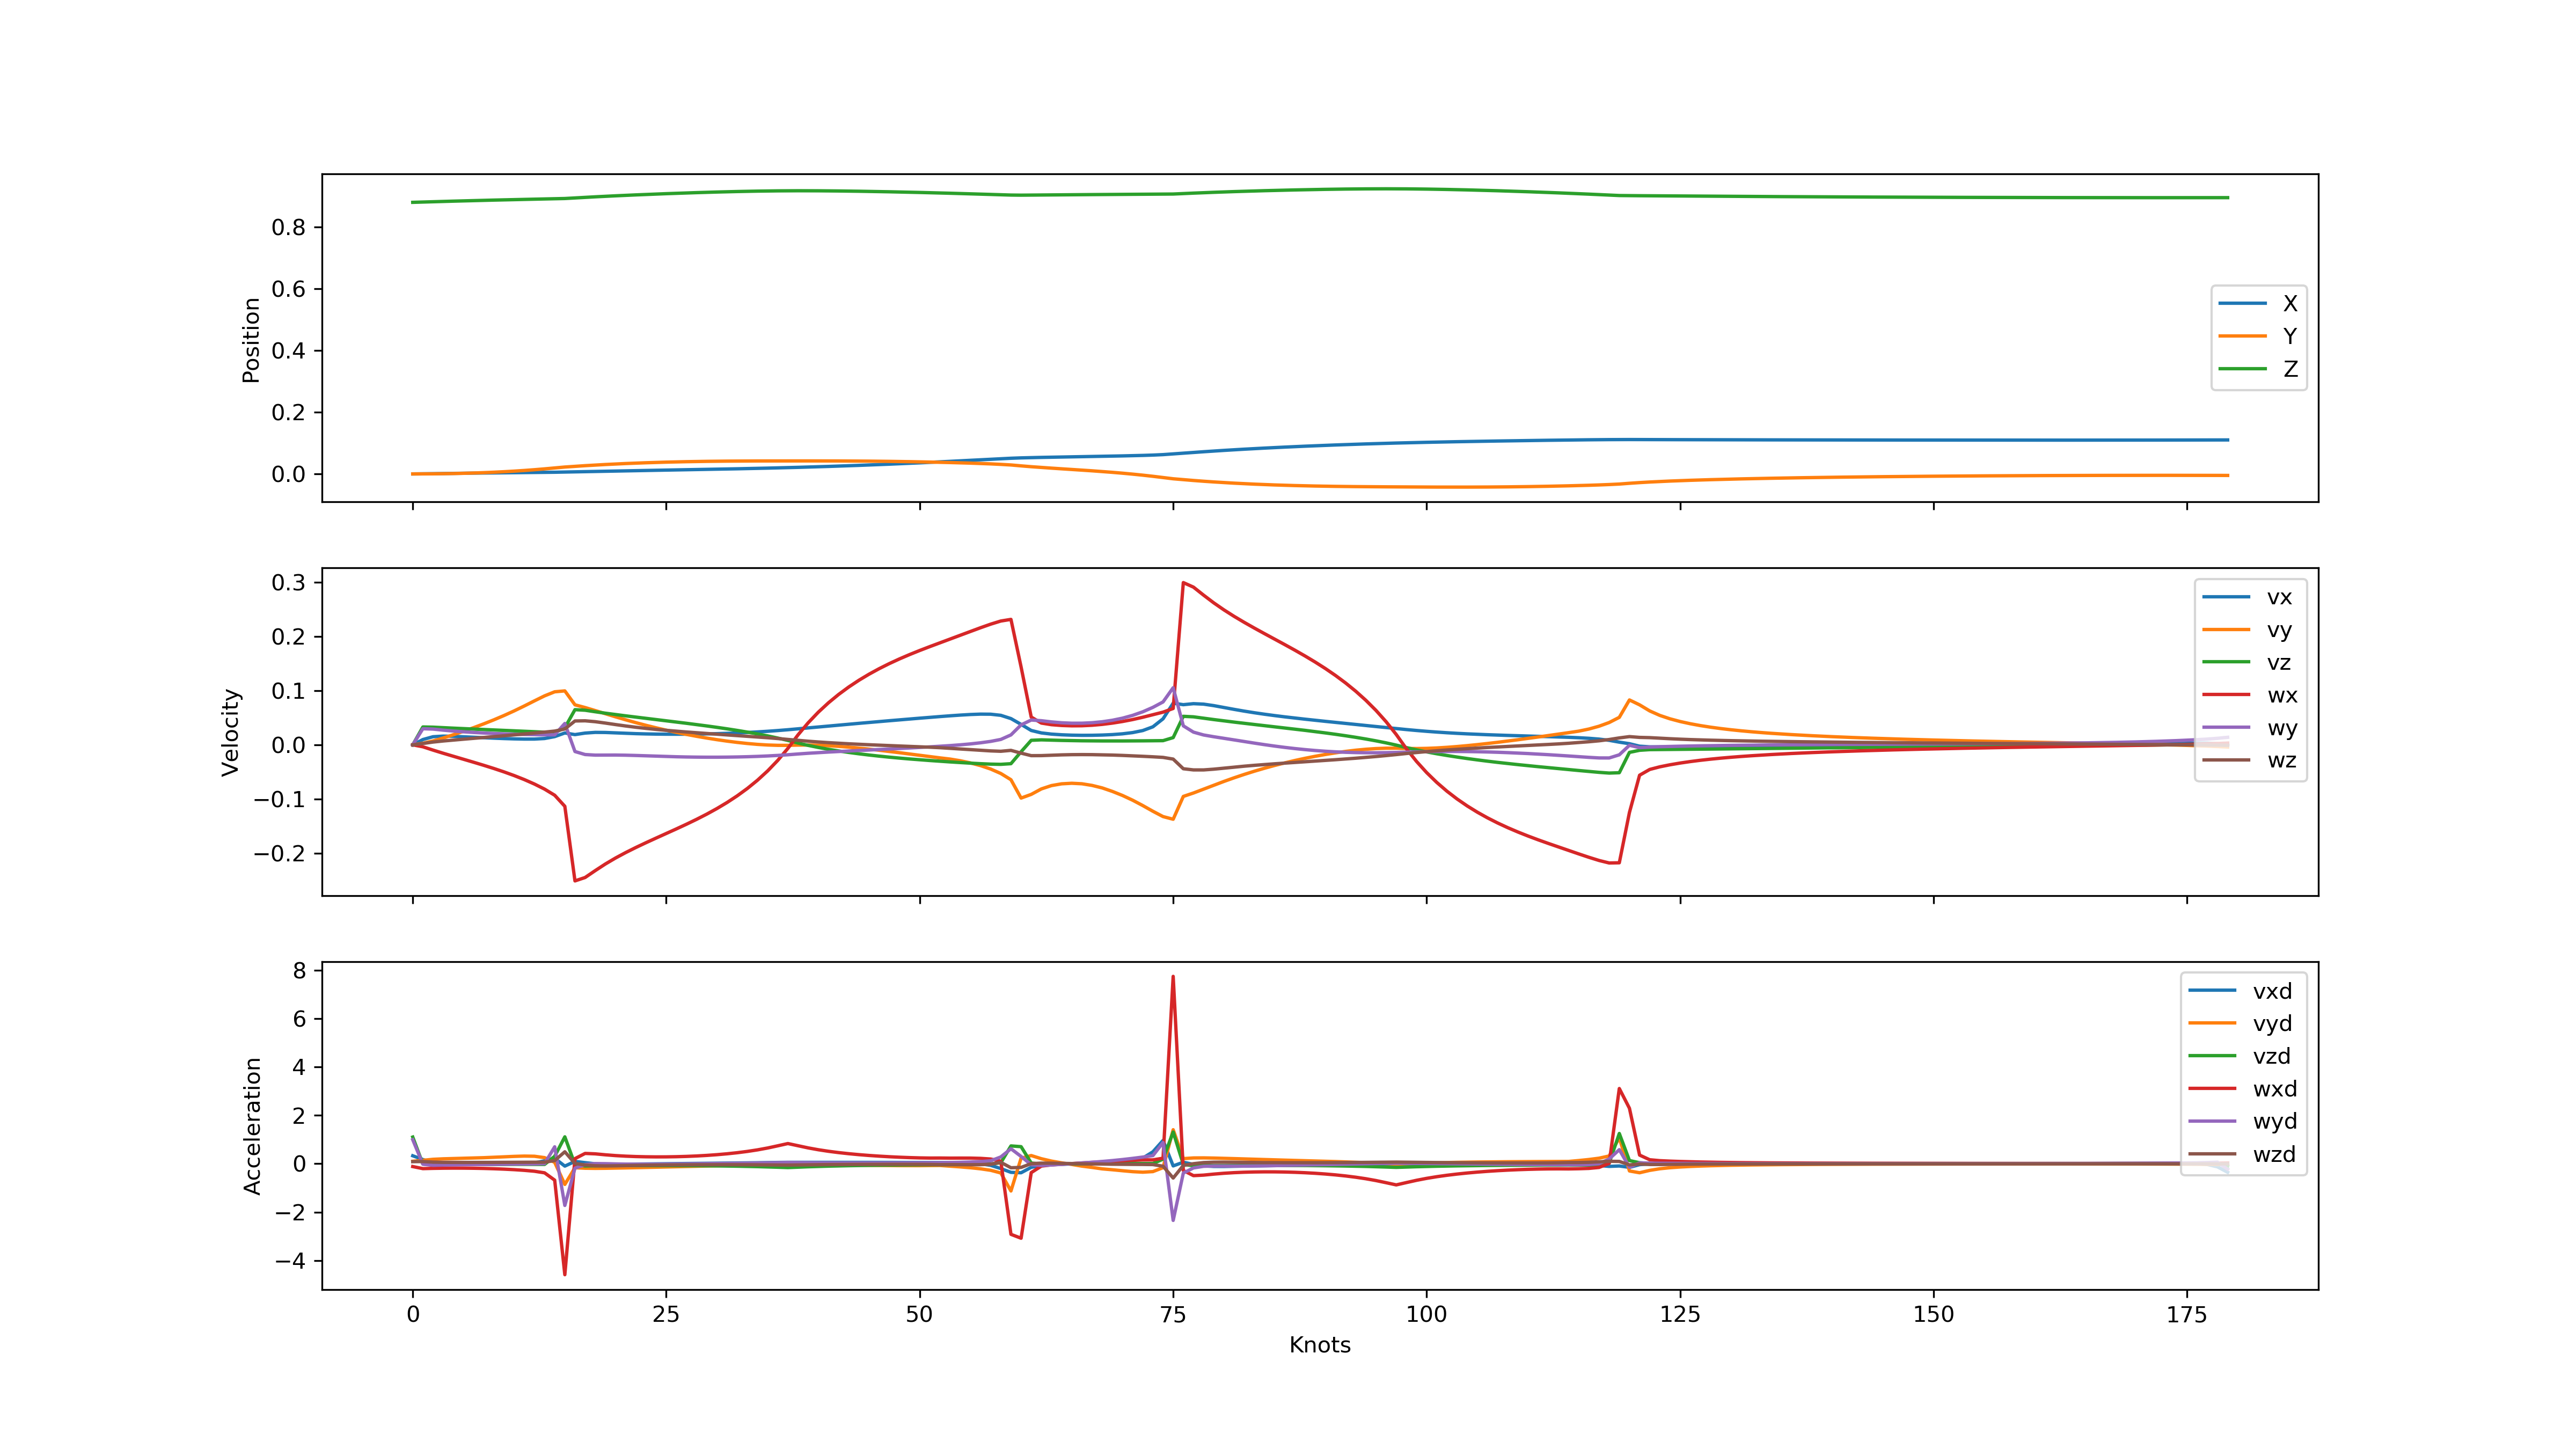 Position
0.8
0.6
0.4
0.2
0.0
X
Y
Z
Velocity
0.3
0.2
0.1
0.0
−0.1
−0.2
vx
vy
vz
wx
wy
wz
Acceleration
8
6
4
2
0
−2
−4
vxd
vyd
vzd
wxd
wyd
wzd
0 25 50 75 100 125 150 175
Knots